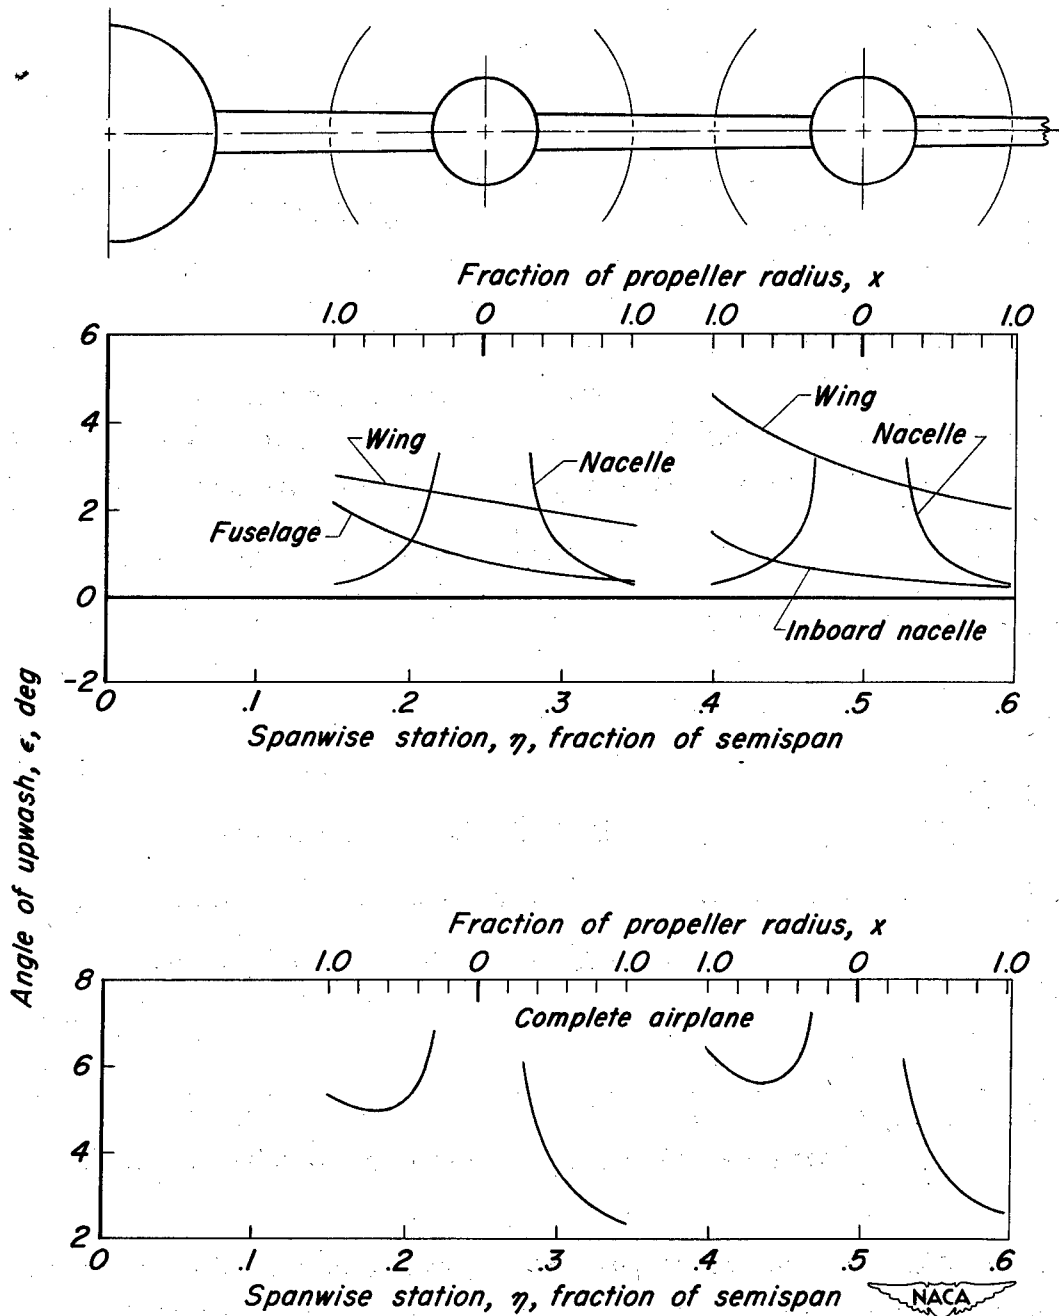 Fraction of propeller radius, x
1.0 0 1.0 1.0 0 1.0
6
4
2
0
-2
Wing
Nacelle
Fuselage
Wing
Nacelle
Inboard nacelle
0 .1 .2 .3 .4 .5 .6
Spanwise station, η, fraction of semispan
Angle of upwash, ϵ, deg
Fraction of propeller radius, x
1.0 0 1.0 1.0 0 1.0
8
6
4
2
Complete airplane
0 .1 .2 .3 .4 .5 .6
Spanwise station, η, fraction of semispan
NACA